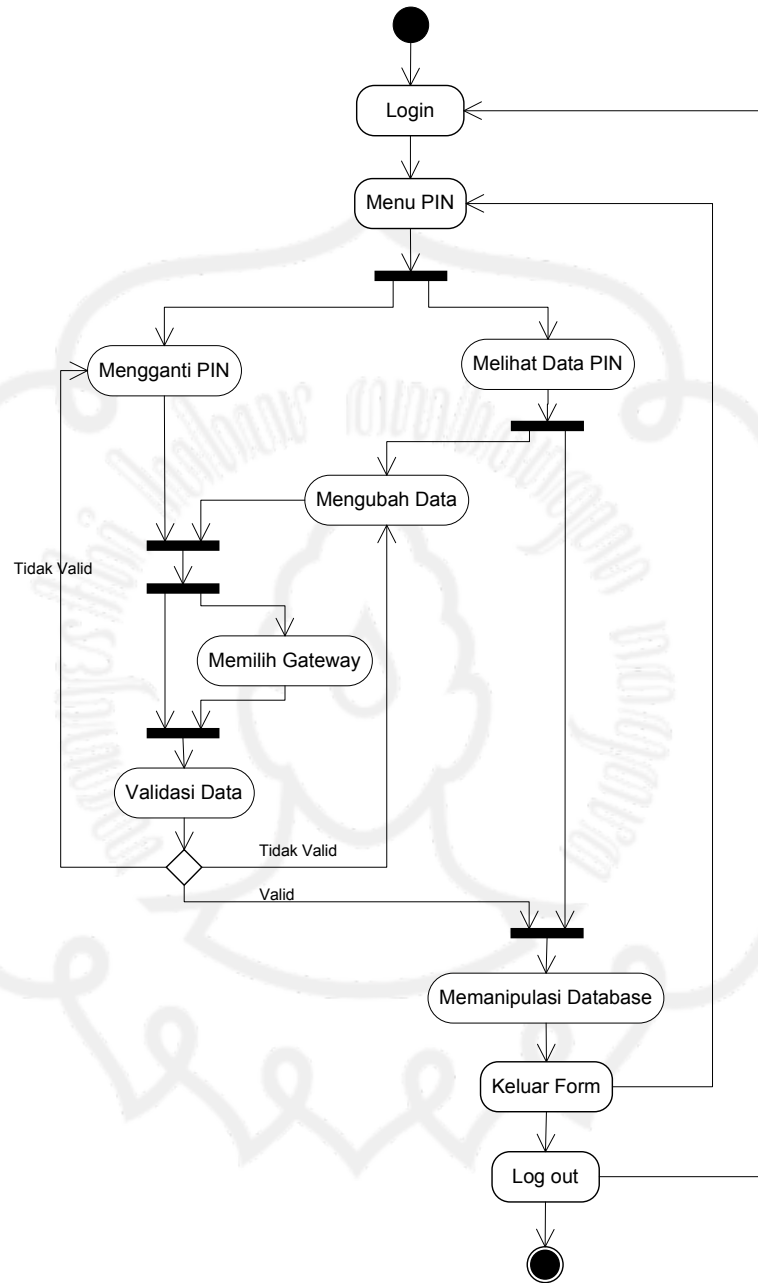 Login
Menu PIN
Mengganti PIN
Melihat Data PIN
Mengubah Data
Tidak Valid
Memilih Gateway
Validasi Data
Tidak Valid
Valid
Memanipulasi Database
Keluar Form
Log out